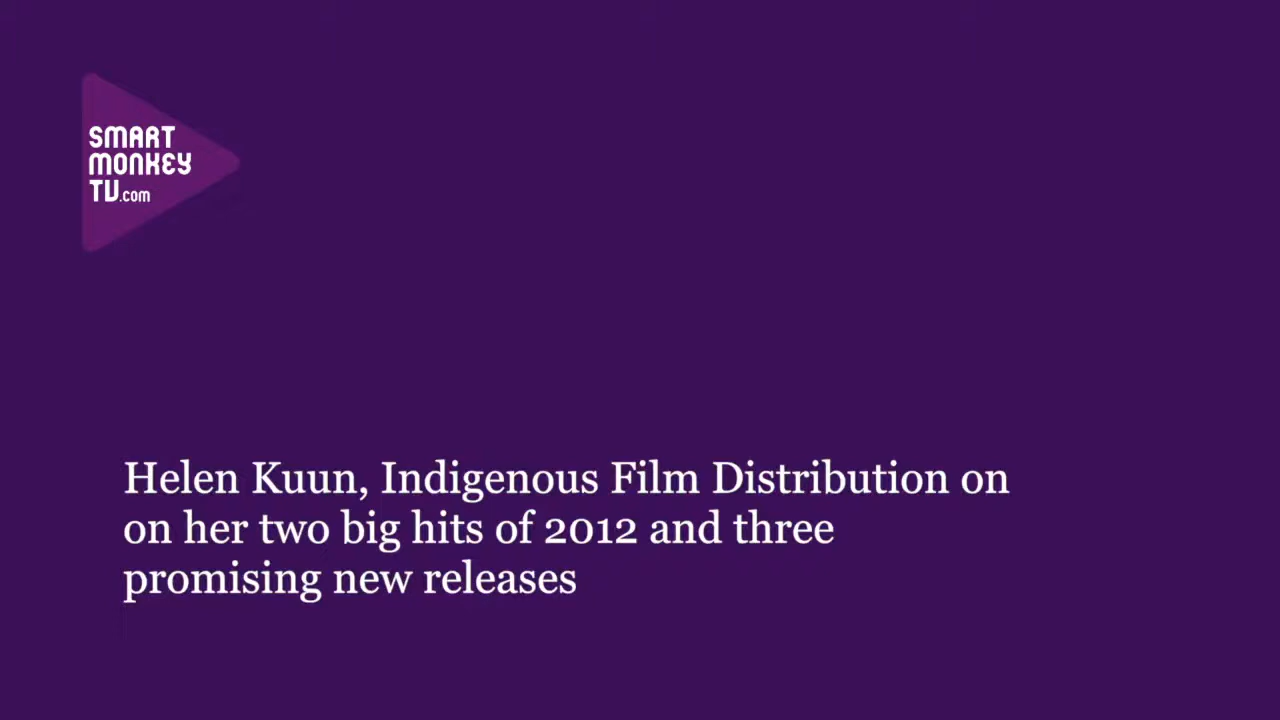 SMART
MONKEY
TV.com
Helen Kuun, Indigenous Film Distribution on
on her two big hits of 2012 and three
promising new releases